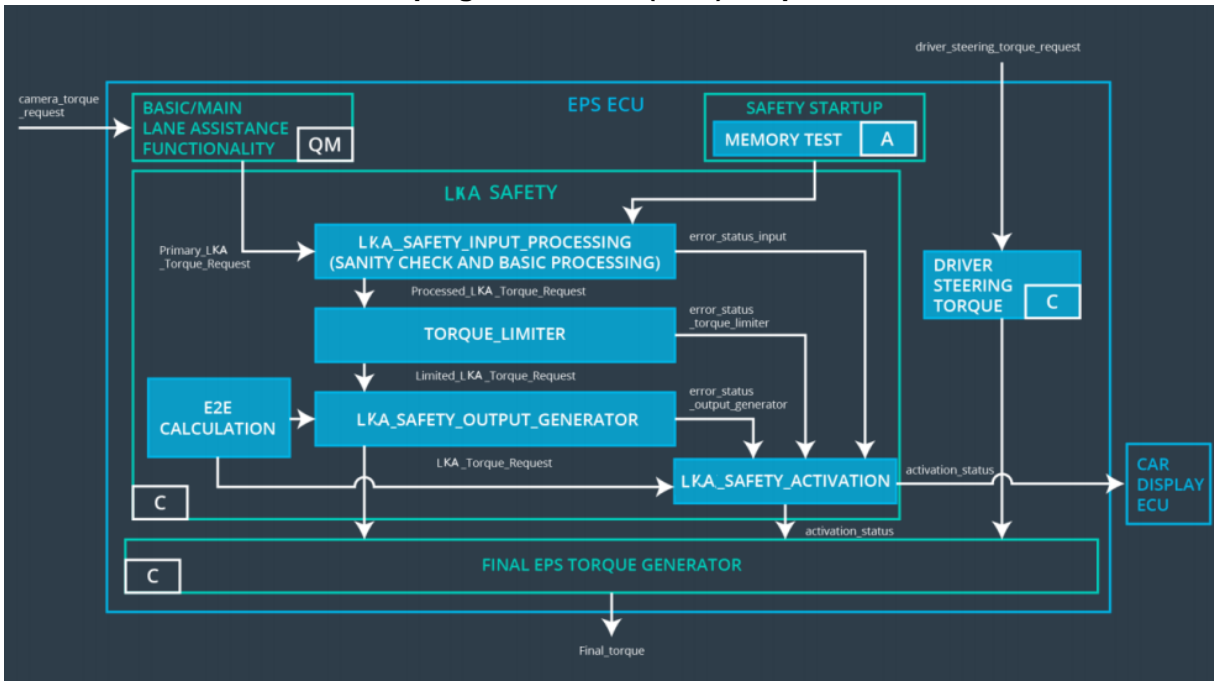 driver_steering_torque_request
camera_torque
_request
EPS ECU
BASIC/MAIN
LANE ASSISTANCE
FUNCTIONALITY
QM
SAFETY STARTUP
MEMORY TEST
A
LKA SAFETY
Primary_LKA
_Torque_Request
LKA_SAFETY_INPUT_PROCESSING
(SANITY CHECK AND BASIC PROCESSING)
error_status_input
DRIVER
STEERING
TORQUE
C
Processed_LKA_Torque_Request
TORQUE_LIMITER
error_status
_torque_limiter
Limited_LKA_Torque_Request
E2E
CALCULATION
LKA_SAFETY_OUTPUT_GENERATOR
error_status
_output_generator
LKA_Torque_Request
LKA_SAFETY_ACTIVATION
activation_status
CAR
DISPLAY
ECU
C
activation_status
FINAL EPS TORQUE GENERATOR
C
Final_torque